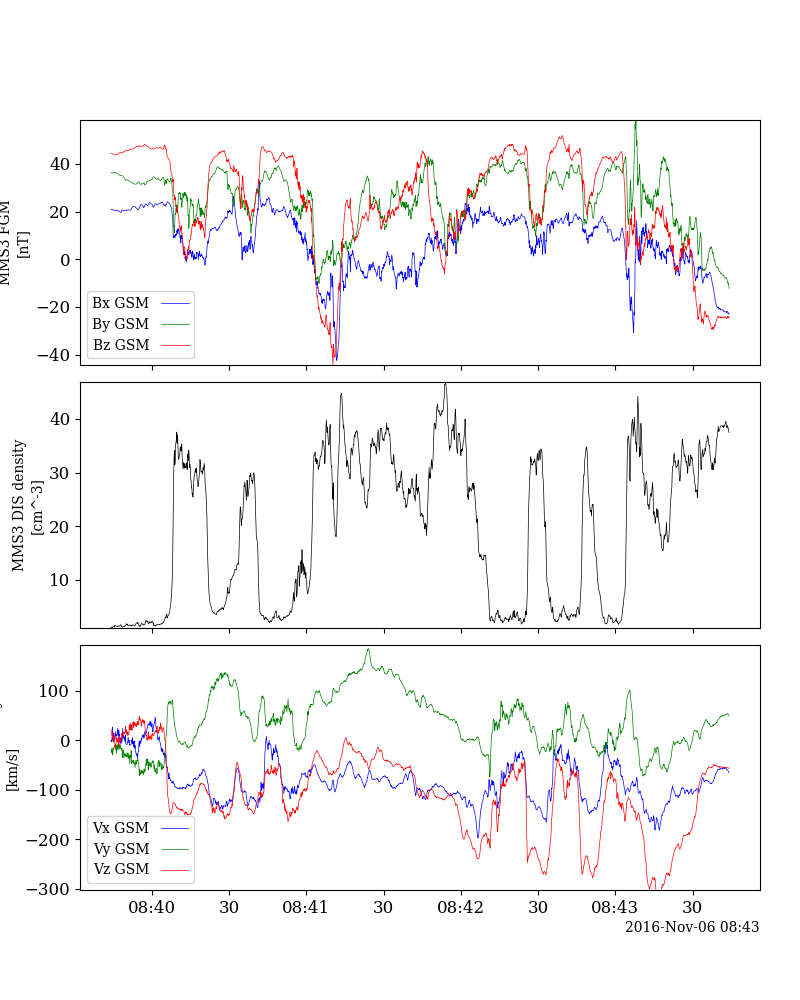 40
20
0
−20
−40
MMS3 FGM
[nT]
Bx GSM
By GSM
Bz GSM
40
30
20
10
MMS3 DIS density
[cm^-3]
100
0
−100
−200
−300
[km/s]
Vx GSM
Vy GSM
Vz GSM
08:40
30
08:41
30
08:42
30
08:43
30
2016-Nov-06 08:43